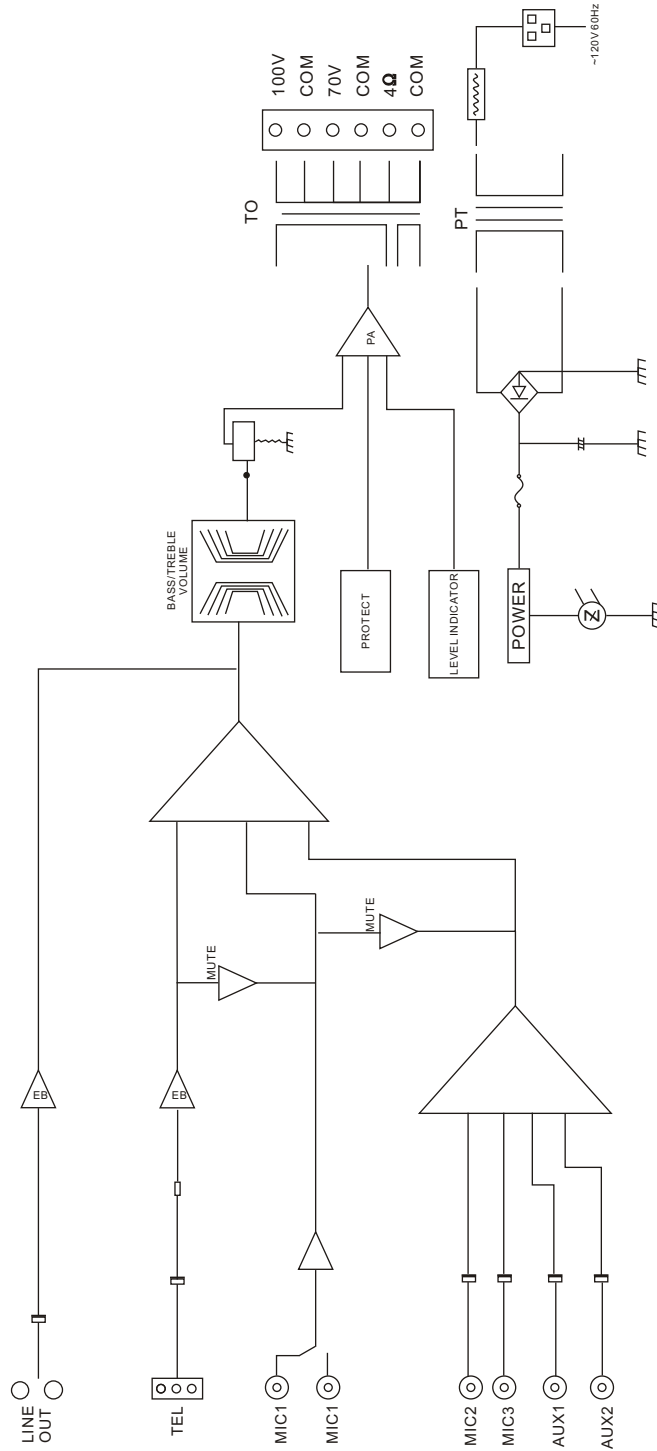 LINE
OUT
TEL
MIC1
MIC1
MIC2
MIC3
AUX1
AUX2
EB
EB
MUTE
MUTE
BASS/TREBLE
VOLUME
PROTECT
LEVEL INDICATOR
POWER
PA
TO
100V
COM
70V
COM
4Ω
COM
PT
~120V 60Hz